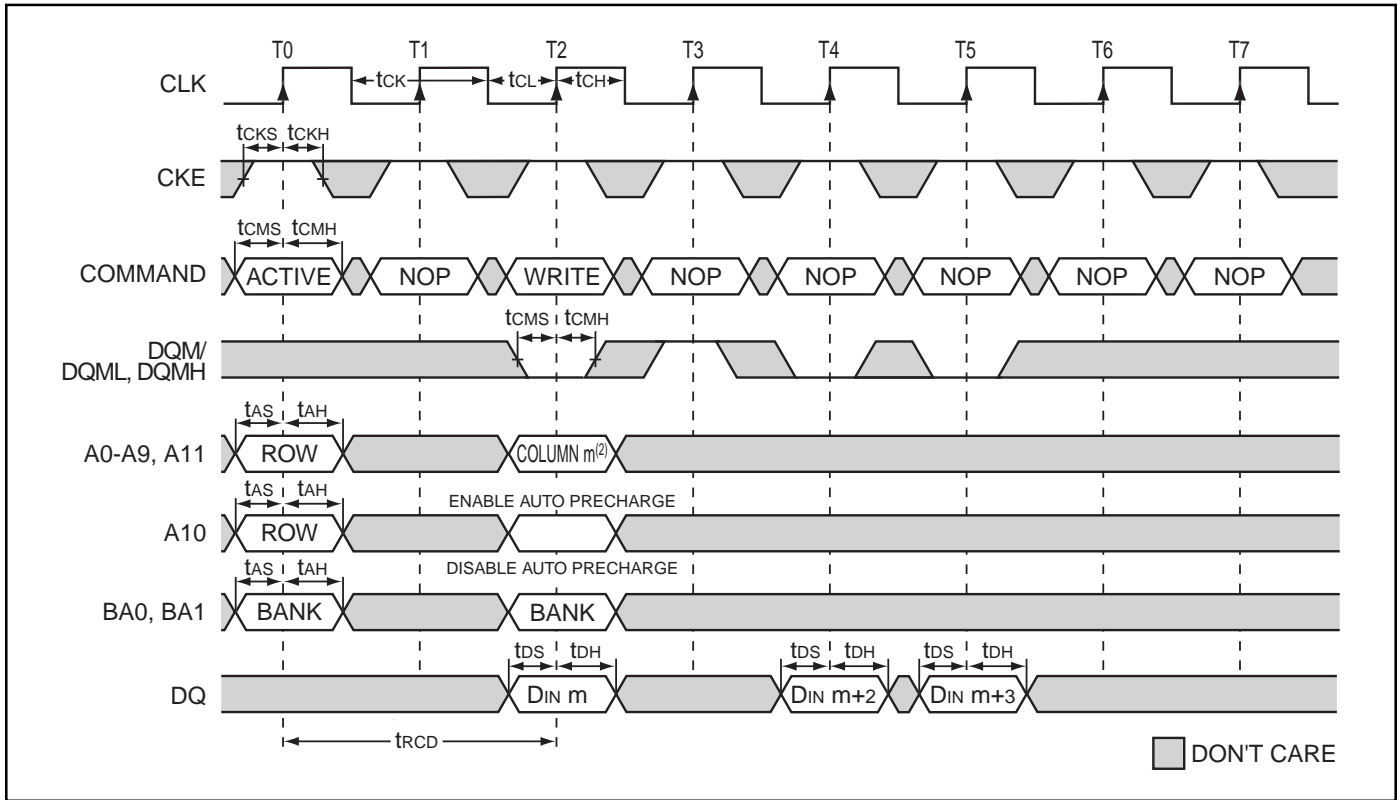 T0 T1 T2 T3 T4 T5 T6 T7
CLK tCK tCL tCH
tCKS tCKH
CKE
tCMS tCMH
COMMAND ACTIVE NOP WRITE NOP NOP NOP NOP NOP
tCMS tCMH
DQM/
DQML, DQMH
tAS tAH
A0-A9, A11 ROW COLUMN m(2)
tAS tAH ENABLE AUTO PRECHARGE
A10 ROW
tAS tAH DISABLE AUTO PRECHARGE
BA0, BA1 BANK BANK
tDS tDH tDS tDH tDS tDH
DQ DIN m DIN m+2 DIN m+3
tRCD
DON'T CARE